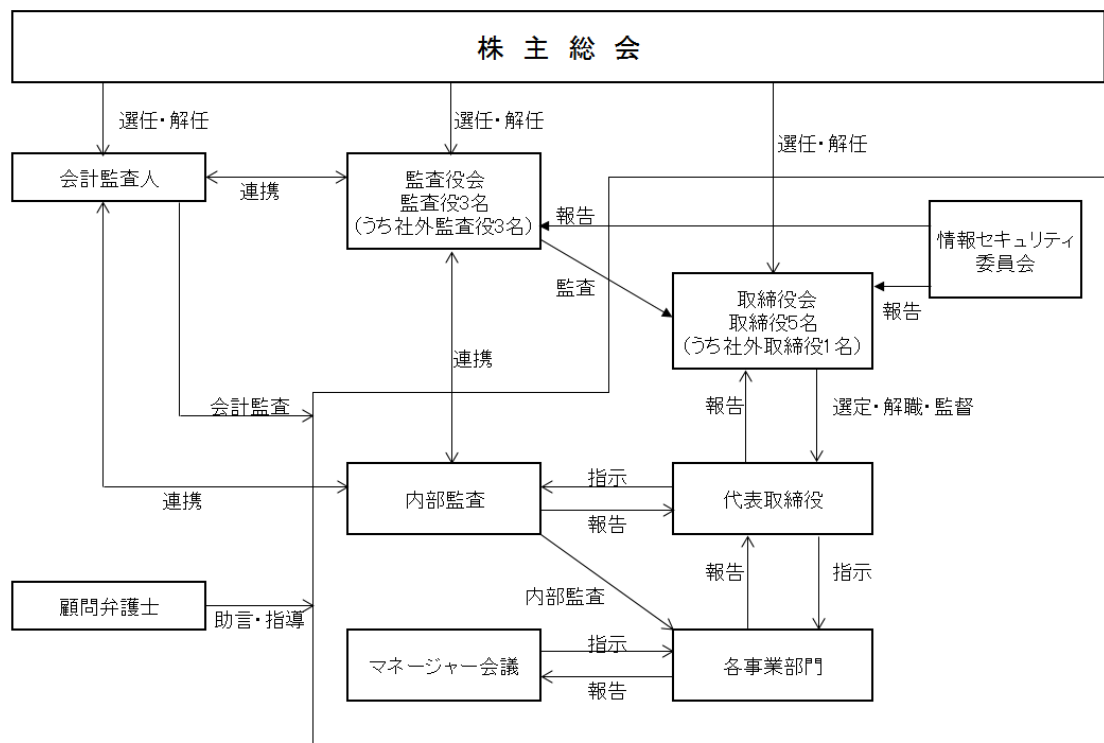 株主総会
選任・解任
選任・解任
選任・解任
会計監査人
連携
監査役会
監査役3名
(うち社外監査役3名)
報告
情報セキュリティ
委員会
監査
報告
取締役会
取締役5名
(うち社外取締役1名)
連携
会計監査
報告
選定・解職・監督
連携
内部監査
指示
報告
代表取締役
顧問弁護士
助言・指導
内部監査
報告
指示
マネージャー会議
指示
報告
各事業部門